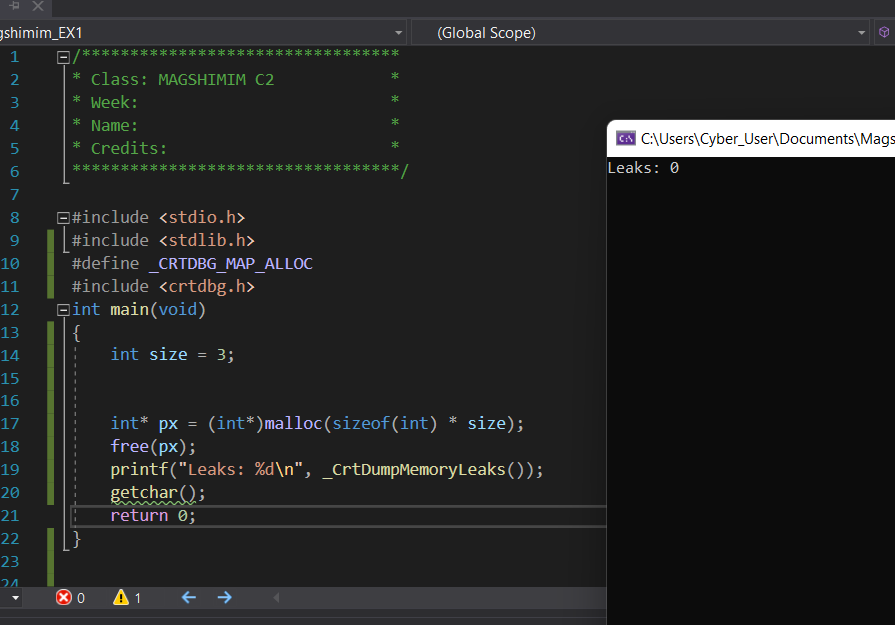 gshimim_EX1
(Global Scope)
1 /*********************************
2 * Class: MAGSHIMIM C2 *
3 * Week: *
4 * Name: *
5 * Credits: *
6 **********************************/
7
8 #include <stdio.h>
9 #include <stdlib.h>
10 #define _CRTDBG_MAP_ALLOC
11 #include <crtdbg.h>
12 int main(void)
13 {
14 int size = 3;
15
16
17 int* px = (int*)malloc(sizeof(int) * size);
18 free(px);
19 printf("Leaks: %d\n", _CrtDumpMemoryLeaks());
20 getchar();
21 return 0;
22 }
23
24
0 1
C:\Users\Cyber_User\Documents\Mags
Leaks: 0